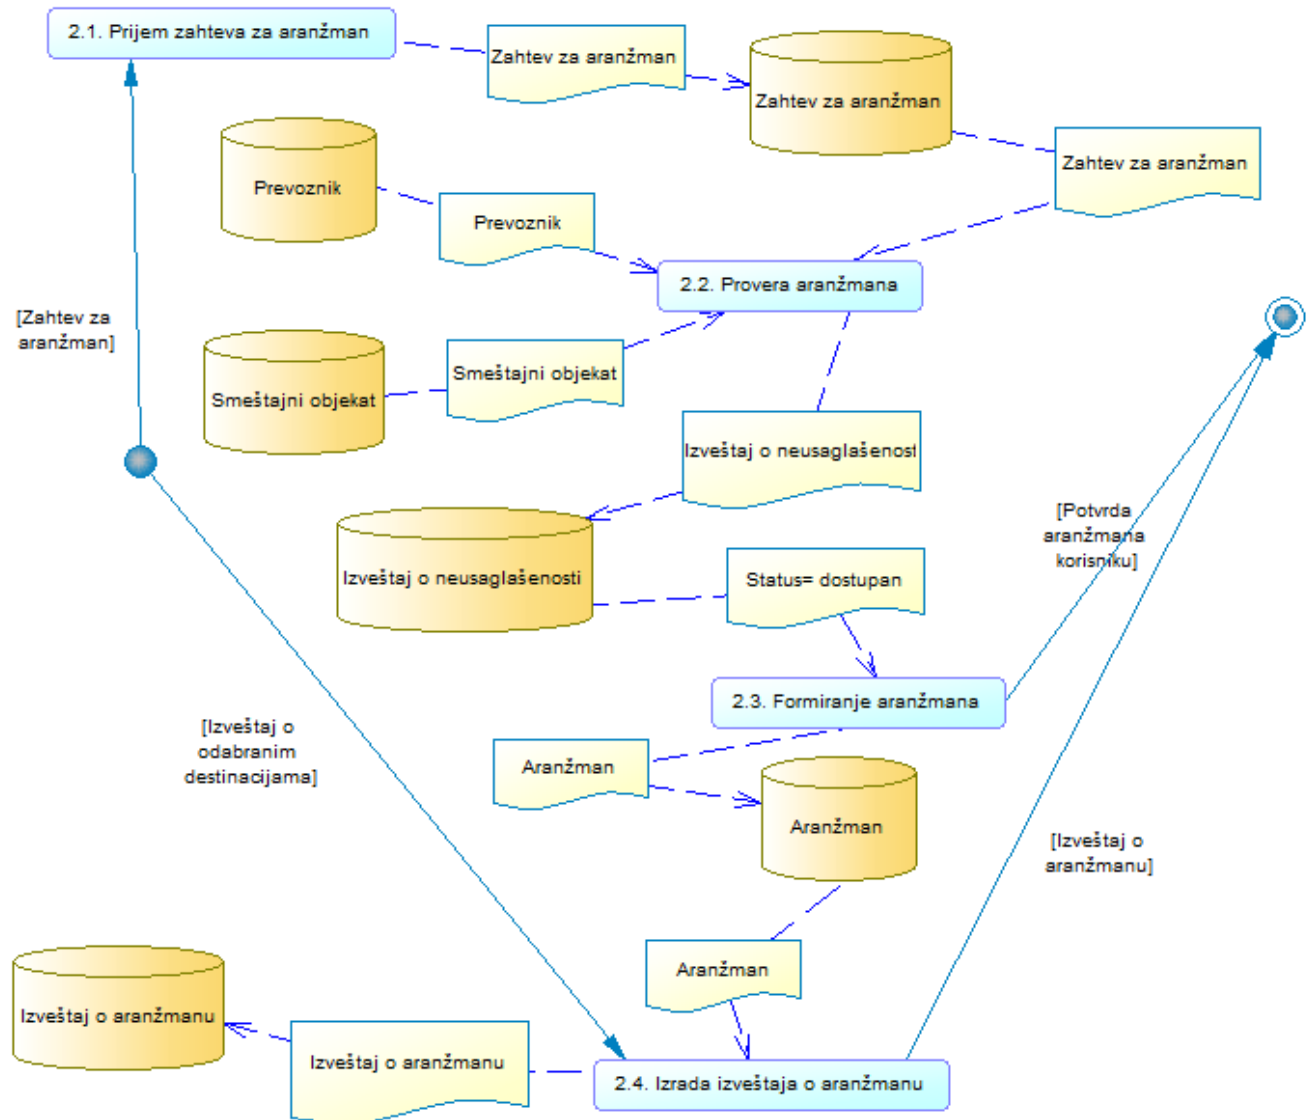 2.1. Prijem zahteva za aranžman
Zahtev za aranžman
Zahtev za aranžman
Zahtev za aranžman
Prevoznik
Prevoznik
2.2. Provera aranžmana
[Zahtev za
aranžman]
Smeštajni objekat
Smeštajni objekat
Izveštaj o neusaglašenost
[Potvrda
aranžmana
korisniku]
Izveštaj o neusaglašenosti
Status= dostupan
2.3. Formiranje aranžmana
[Izveštaj o
odabranim
destinacijama]
Aranžman
Aranžman
[Izveštaj o
aranžmanu]
Aranžman
Izveštaj o aranžmanu
Izveštaj o aranžmanu
2.4. Izrada izveštaja o aranžmanu